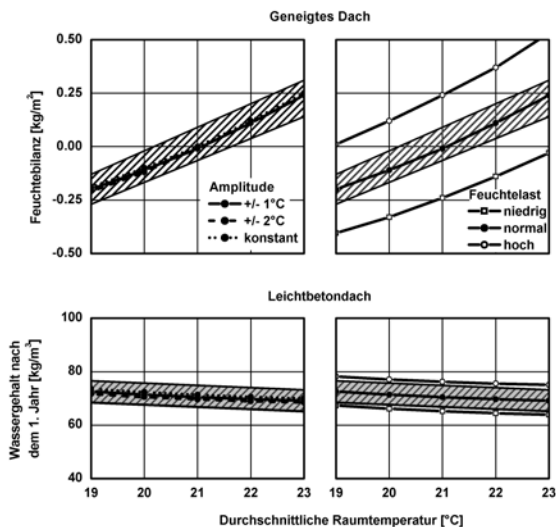 Geneigtes Dach
Feuchtebilanz [kg/m³]
0.50
0.25
0.00
-0.25
-0.50
Amplitude
+/- 1°C
+/- 2°C
konstant
Feuchtelast
niedrig
normal
hoch
Leichtbetondach
Wassergehalt nach
dem 1. Jahr [kg/m³]
100
80
60
40
19 20 21 22 23 19 20 21 22 23
Durchschnittliche Raumtemperatur [°C]